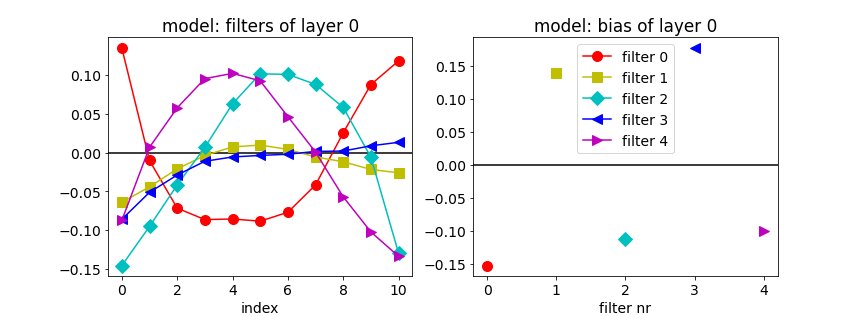 model: filters of layer 0
0.10
0.05
0.00
−0.05
−0.10
−0.15
0
2
4
6
8
10
index
model: bias of layer 0
0.15
0.10
0.05
0.00
−0.05
−0.10
−0.15
filter 0
filter 1
filter 2
filter 3
filter 4
0
1
2
3
4
filter nr